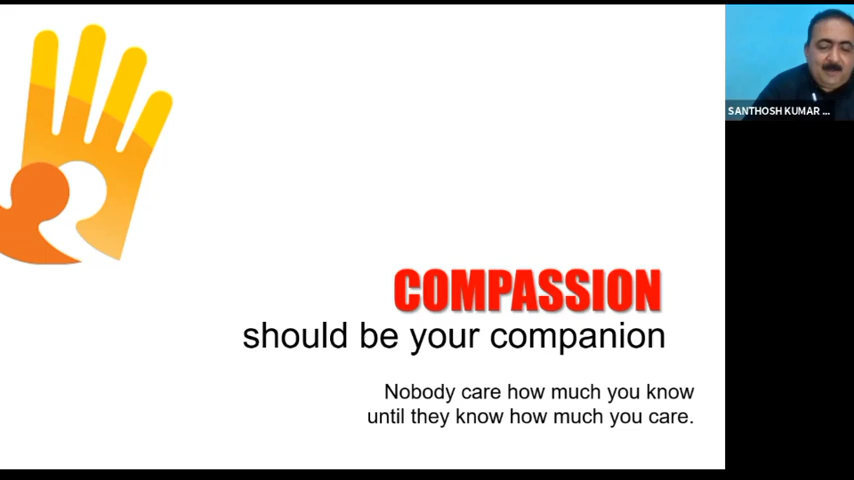 SANTHOSH KUMAR ...
COMPASSION
should be your companion
Nobody care how much you know
until they know how much you care.